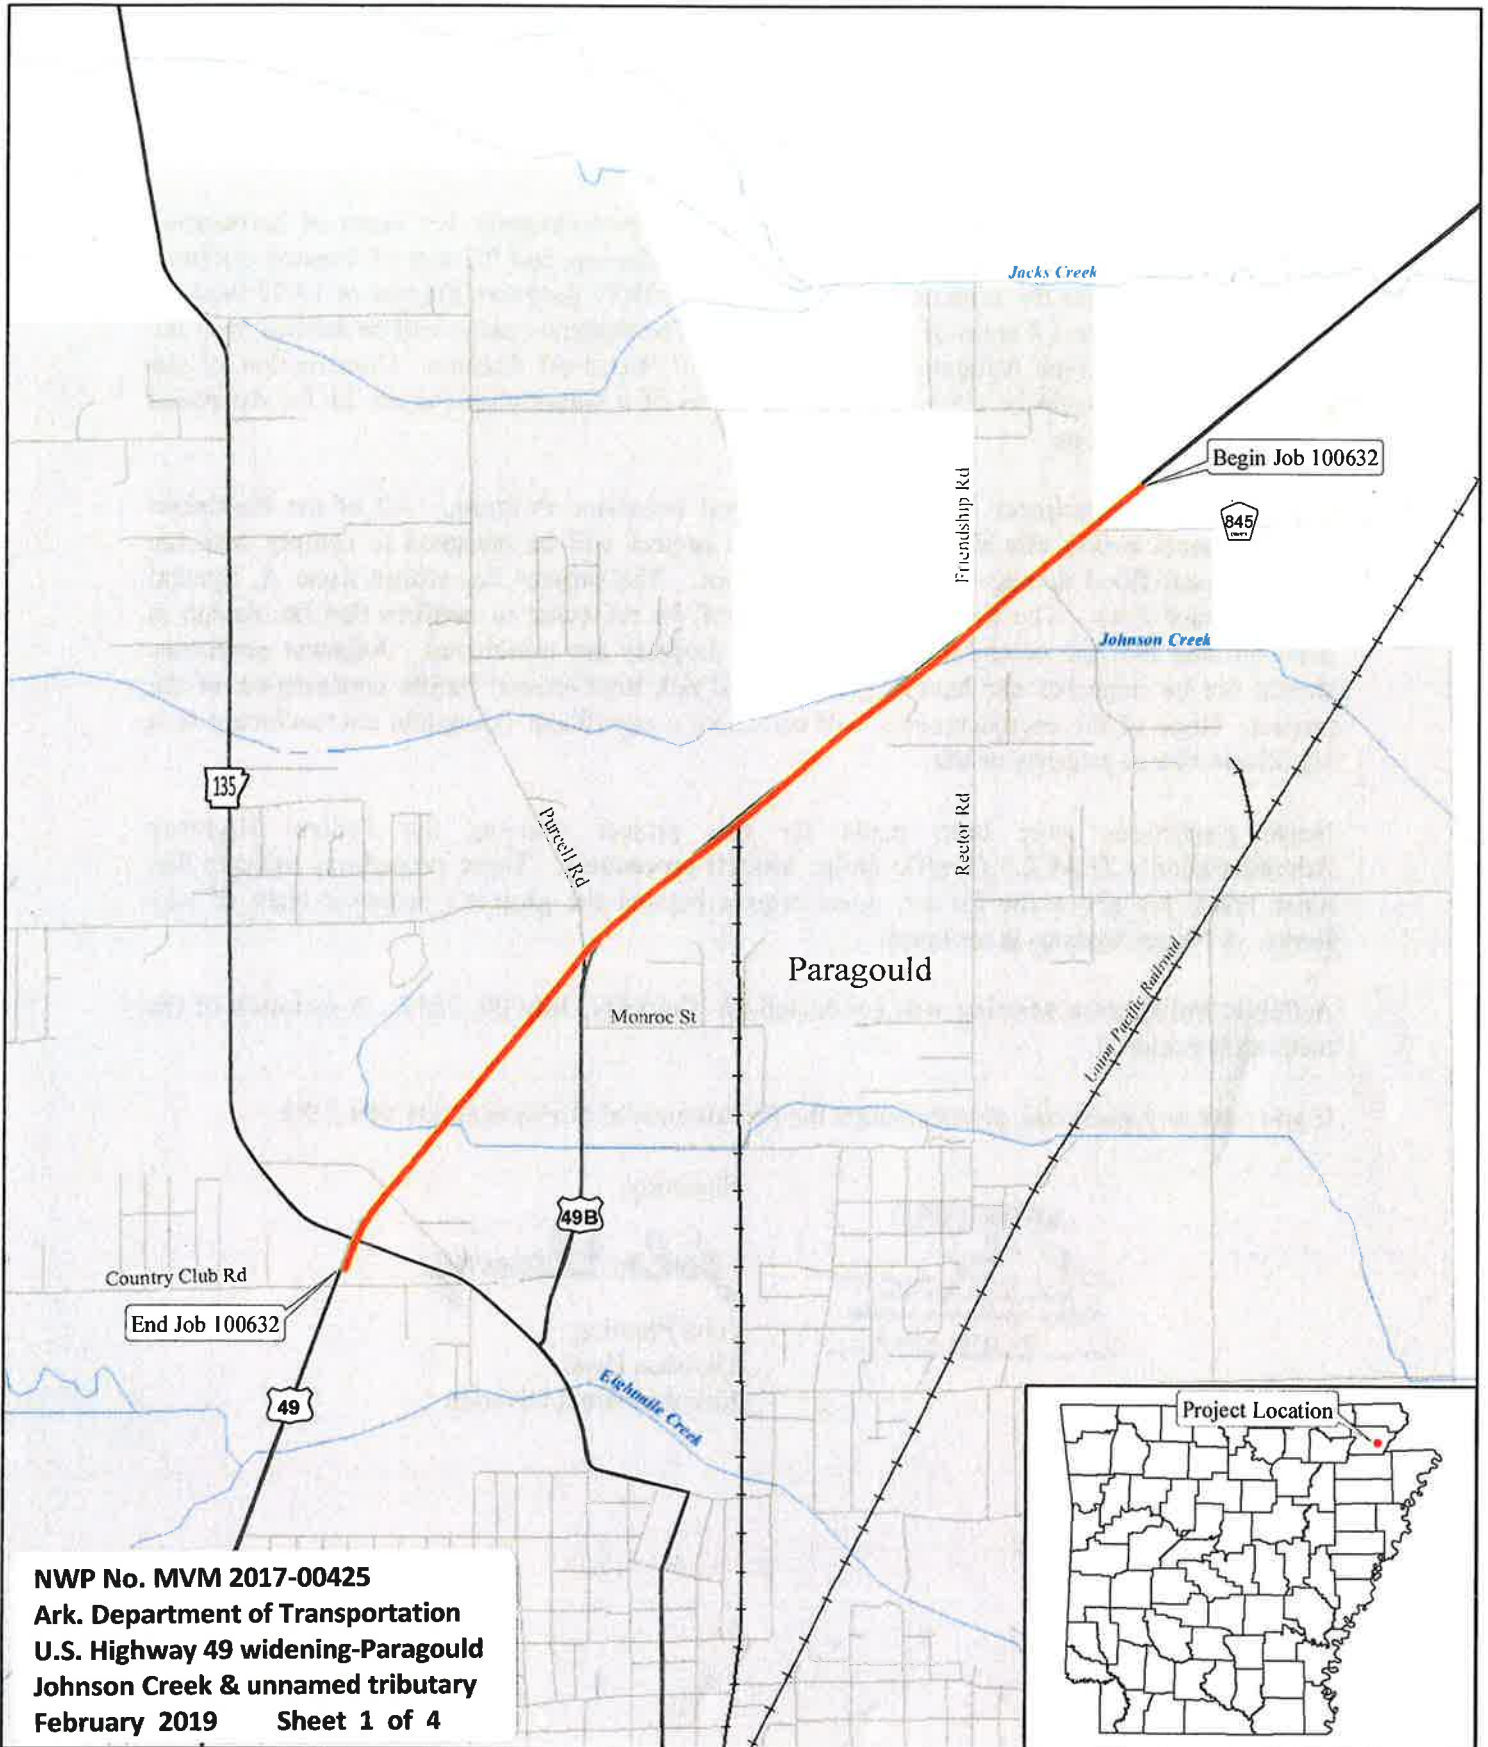 Jacks Creek
Begin Job 100632
845
Friendship Rd
Johnson Creek
135
Purcell Rd
Rector Rd
Paragould
Monroe St
Union Pacific Railroad
49B
Country Club Rd
End Job 100632
49
Eightmile Creek
Project Location
NWP No. MVM 2017-00425
Ark. Department of Transportation
U.S. Highway 49 widening-Paragould
Johnson Creek & unnamed tributary
February 2019 Sheet 1 of 4